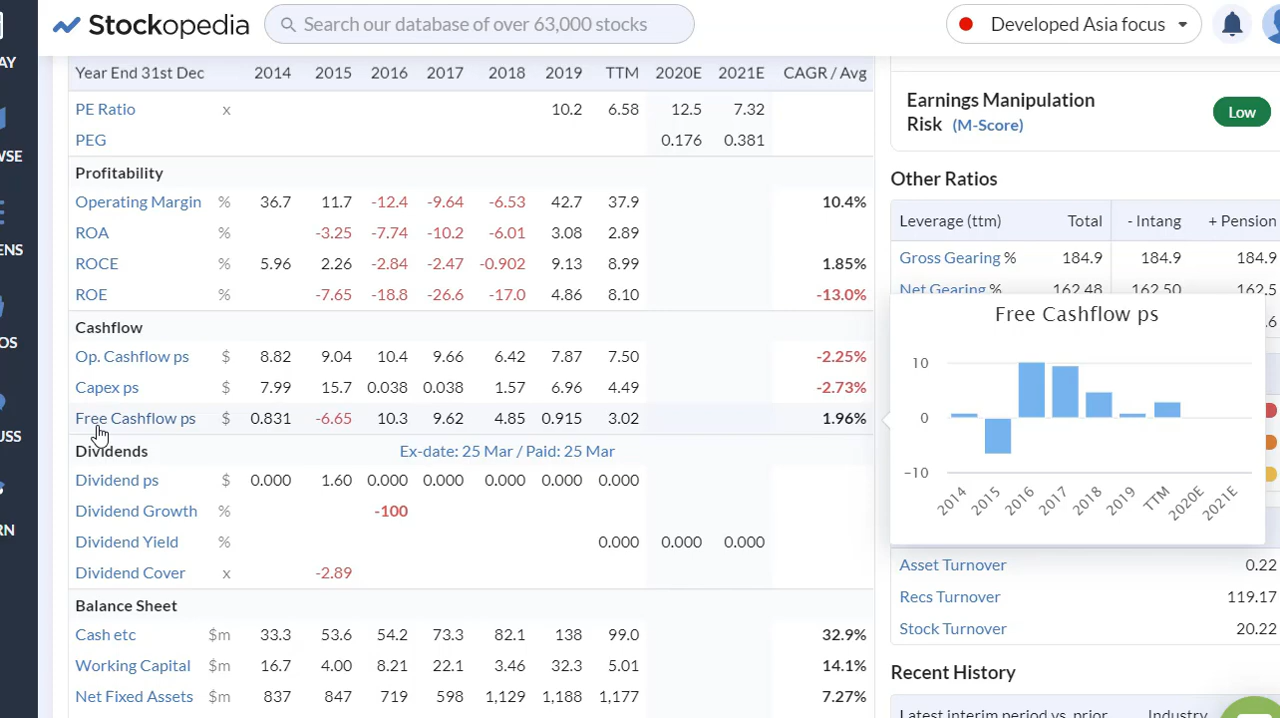 Stockopedia
Search our database of over 63,000 stocks
Developed Asia focus
AY
WSE
ENS
OS
USS
RN
Year End 31st Dec 2014 2015 2016 2017 2018 2019 TTM 2020E 2021E CAGR / Avg
PE Ratio x 10.2 6.58 12.5 7.32
PEG 0.176 0.381
Profitability
Operating Margin % 36.7 11.7 -12.4 -9.64 -6.53 42.7 37.9 10.4%
ROA % -3.25 -7.74 -10.2 -6.01 3.08 2.89
ROCE % 5.96 2.26 -2.84 -2.47 -0.902 9.13 8.99 1.85%
ROE % -7.65 -18.8 -26.6 -17.0 4.86 8.10 -13.0%
Cashflow
Op. Cashflow ps $ 8.82 9.04 10.4 9.66 6.42 7.87 7.50 -2.25%
Capex ps $ 7.99 15.7 0.038 0.038 1.57 6.96 4.49 -2.73%
Free Cashflow ps $ 0.831 -6.65 10.3 9.62 4.85 0.915 3.02 1.96%
Dividends Ex-date: 25 Mar / Paid: 25 Mar
Dividend ps $ 0.000 1.60 0.000 0.000 0.000 0.000 0.000
Dividend Growth % -100
Dividend Yield % 0.000 0.000 0.000
Dividend Cover x -2.89
Balance Sheet
Cash etc $m 33.3 53.6 54.2 73.3 82.1 138 99.0 32.9%
Working Capital $m 16.7 4.00 8.21 22.1 3.46 32.3 5.01 14.1%
Net Fixed Assets $m 837 847 719 598 1,129 1,188 1,177 7.27%
Earnings Manipulation
Risk (M-Score)
Low
Other Ratios
Leverage (ttm) Total - Intang + Pension
Gross Gearing % 184.9 184.9 184.9
Net Gearing % 162.48 162.50 162.5
Free Cashflow ps
10
0
-10
2014 2015 2016 2017 2018 2019 TTM 2020E 2021E
Asset Turnover 0.22
Recs Turnover 119.17
Stock Turnover 20.22
Recent History
Latest interim period vs. prior Industry